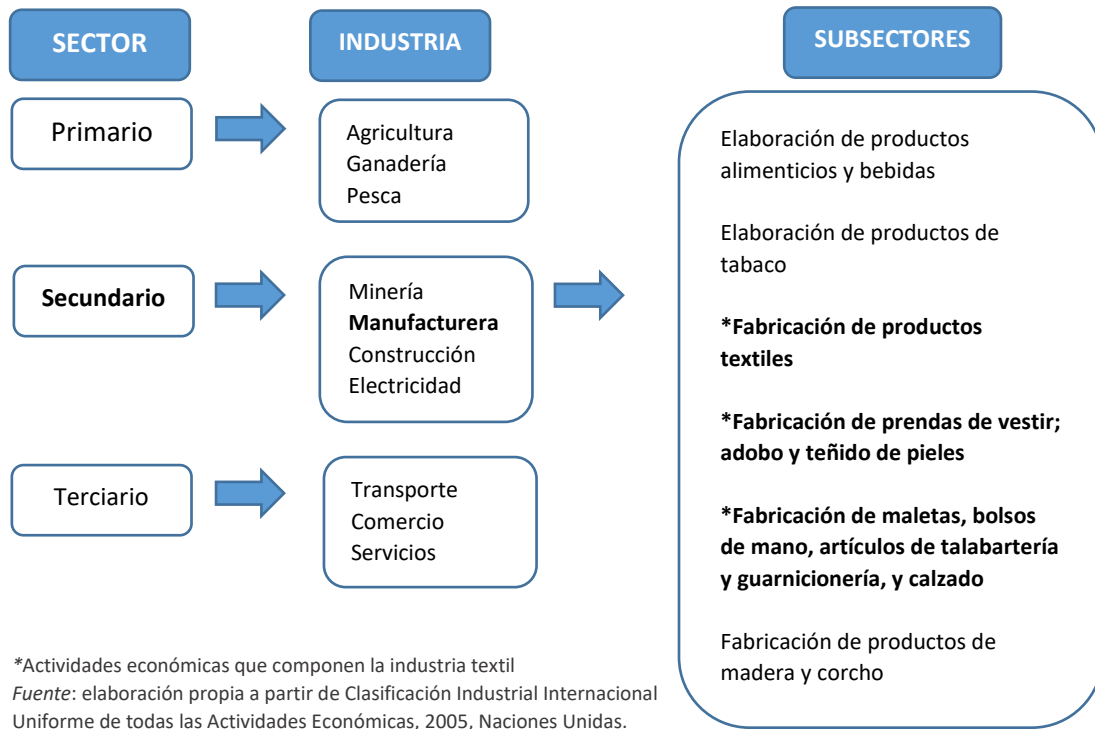 SECTOR
INDUSTRIA
SUBSECTORES
Primario
Agricultura
Ganadería
Pesca
Secundario
Minería
Manufacturera
Construcción
Electricidad
Terciario
Transporte
Comercio
Servicios
Elaboración de productos
alimenticios y bebidas
Elaboración de productos de
tabaco
*Fabricación de productos
textiles
*Fabricación de prendas de vestir;
adobo y teñido de pieles
*Fabricación de maletas, bolsos
de mano, artículos de talabartería
y guarnicionería, y calzado
Fabricación de productos de
madera y corcho
*Actividades económicas que componen la industria textil
Fuente: elaboración propia a partir de Clasificación Industrial Internacional
Uniforme de todas las Actividades Económicas, 2005, Naciones Unidas.